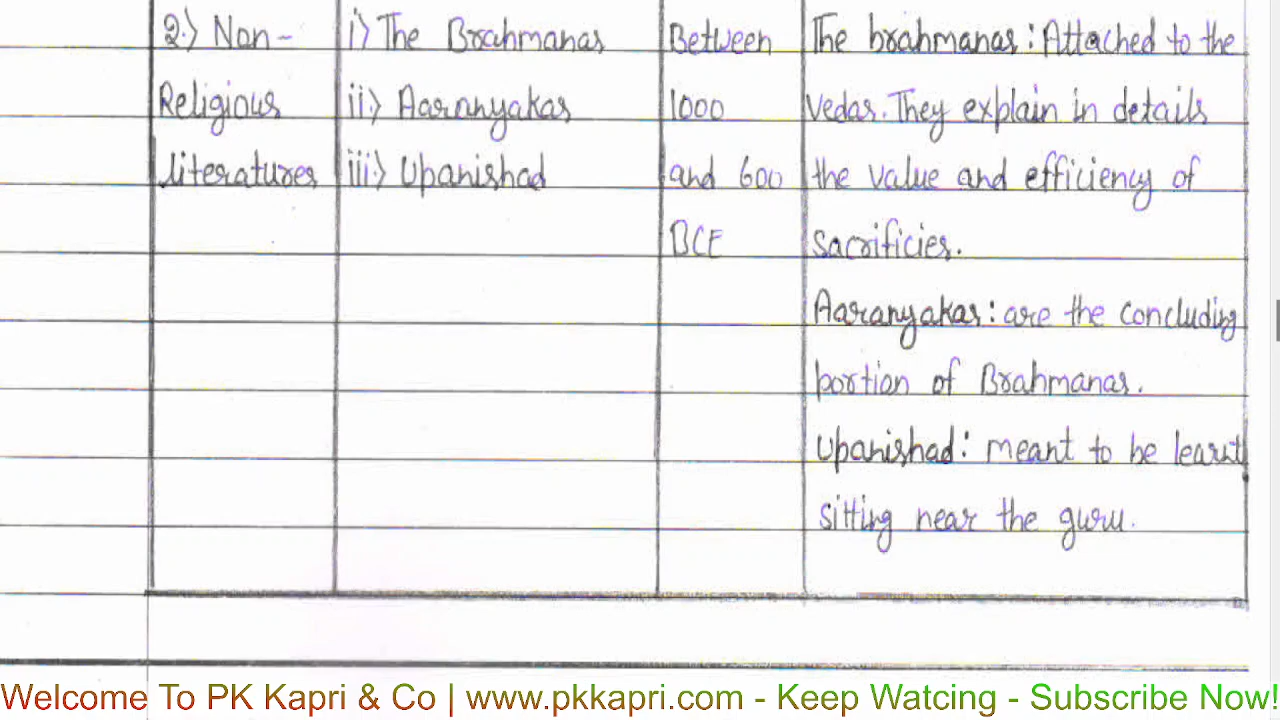 2.) Non- i) The Brahmanas Between The brahmanas: Attached to the
Religious ii.) Aaranyakas 1000 Vedas. They explain in details
literatures iii.) Upanishad and 600 the value and efficiency of
BCE sacrificies.
Aaranyakas: are the concluding
portion of Brahmanas.
Upanishad: meant to be learnt
sitting near the guru.
Welcome To PK Kapri & Co | www.pkkapri.com - Keep Watcing - Subscribe Now!